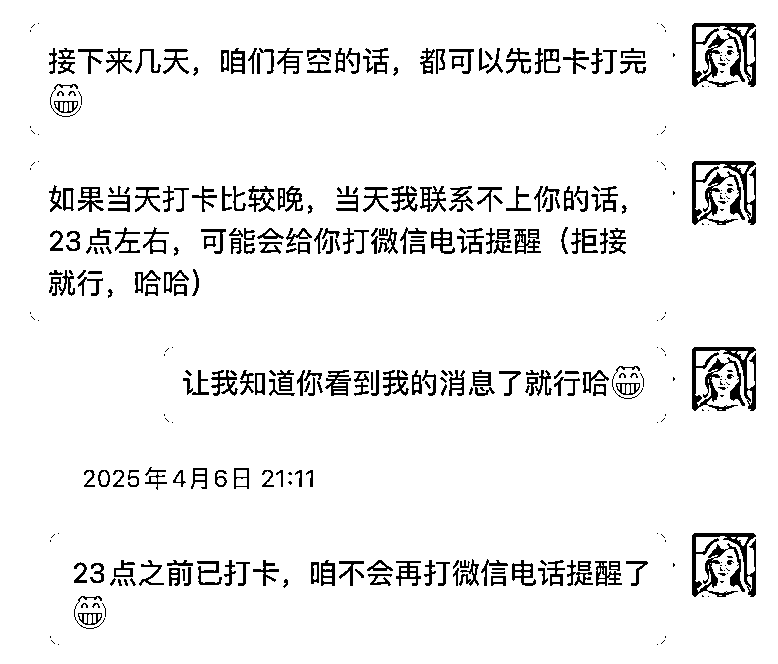 接下来几天，咱们有空的话，都可以先把卡打完
😁
如果当天打卡比较晚，当天我联系不上你的话，
23点左右，可能会给你打微信电话提醒（拒接
就行，哈哈）
让我知道你看到我的消息了就行哈😁
2025年4月6日 21:11
23点之前已打卡，咱不会再打微信电话提醒了
😁